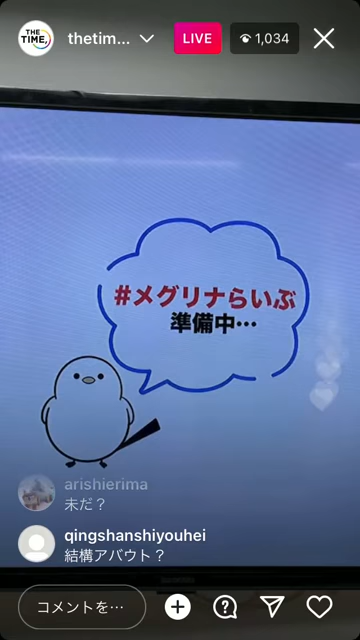 THE
TIME,
thetim...
LIVE
1,034
#メグリナらいぶ
準備中…
arishierima
未だ？
qingshanshiyouhei
結構アバウト？
コメントを…